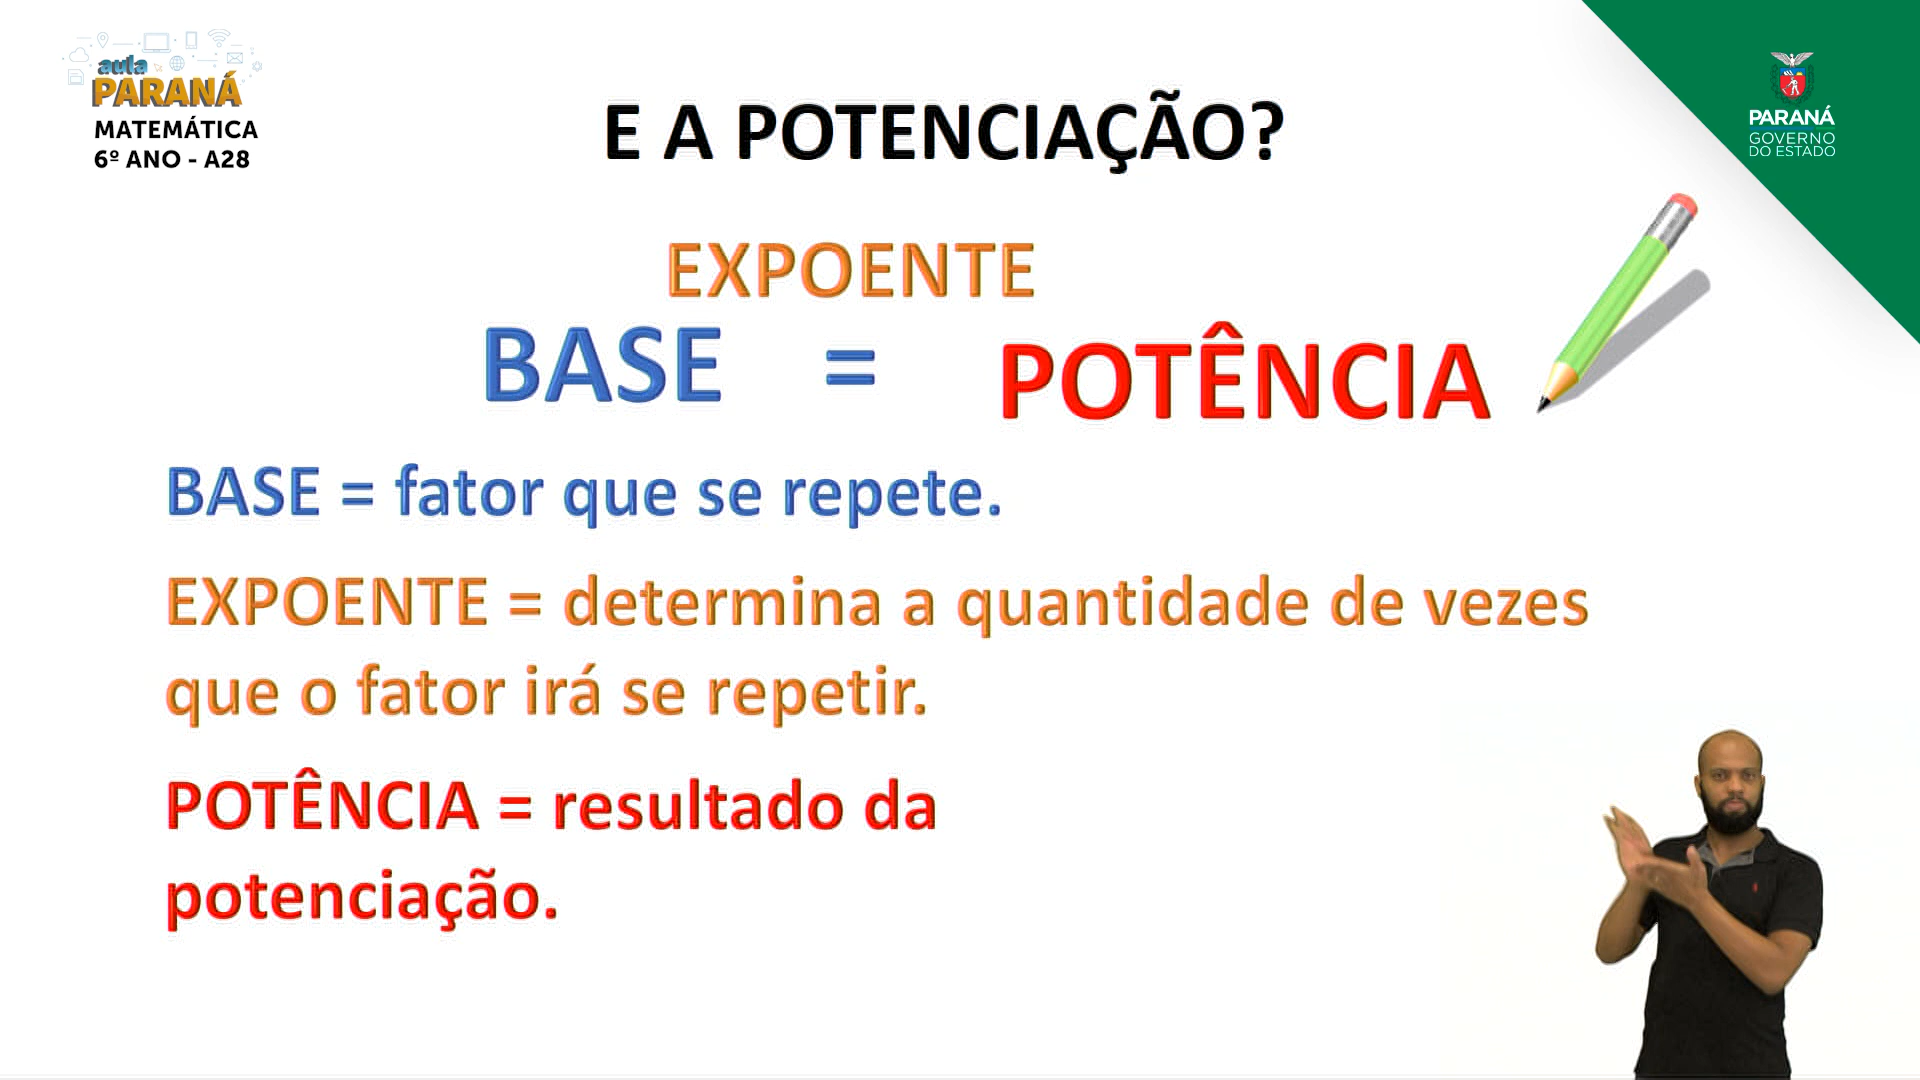 aula
PARANÁ
MATEMÁTICA
6º ANO - A28
E A POTENCIAÇÃO?
PARANÁ
GOVERNO
DO ESTADO
EXPOENTE
BASE = POTÊNCIA
BASE = fator que se repete.
EXPOENTE = determina a quantidade de vezes
que o fator irá se repetir.
POTÊNCIA = resultado da
potenciação.